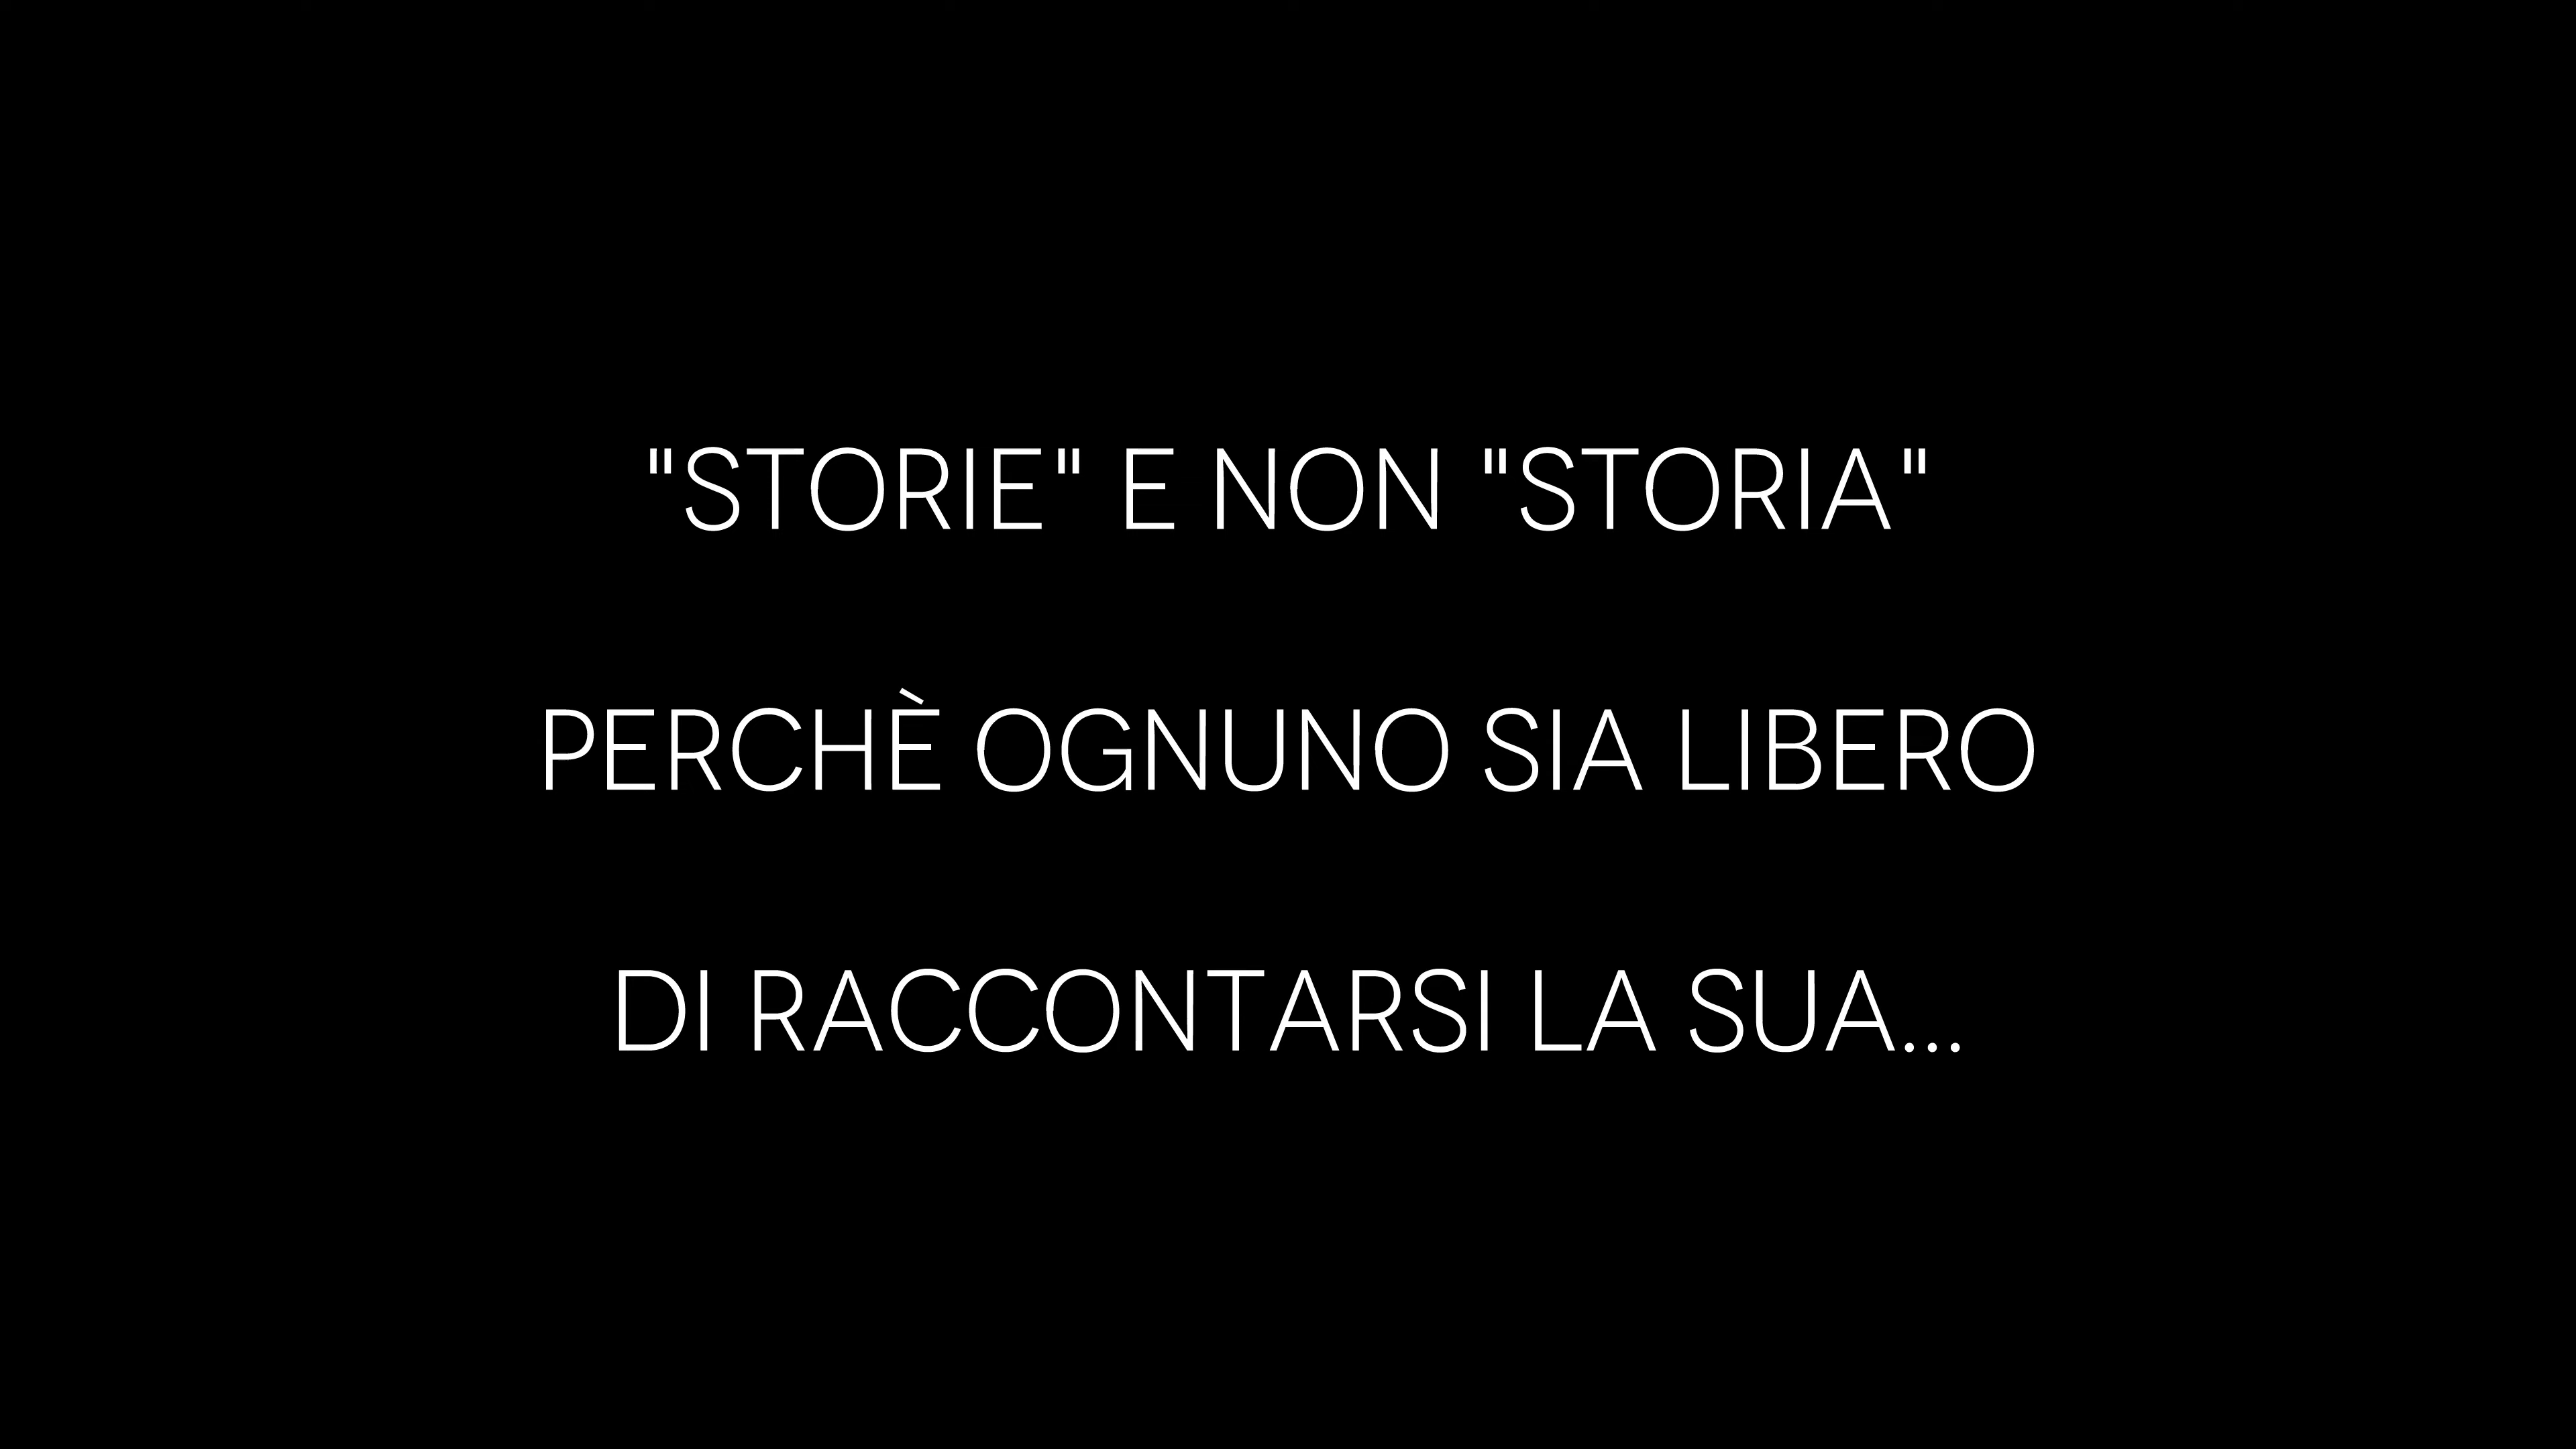 "STORIE" E NON "STORIA"
PERCHÈ OGNUNO SIA LIBERO
DI RACCONTARSI LA SUA...